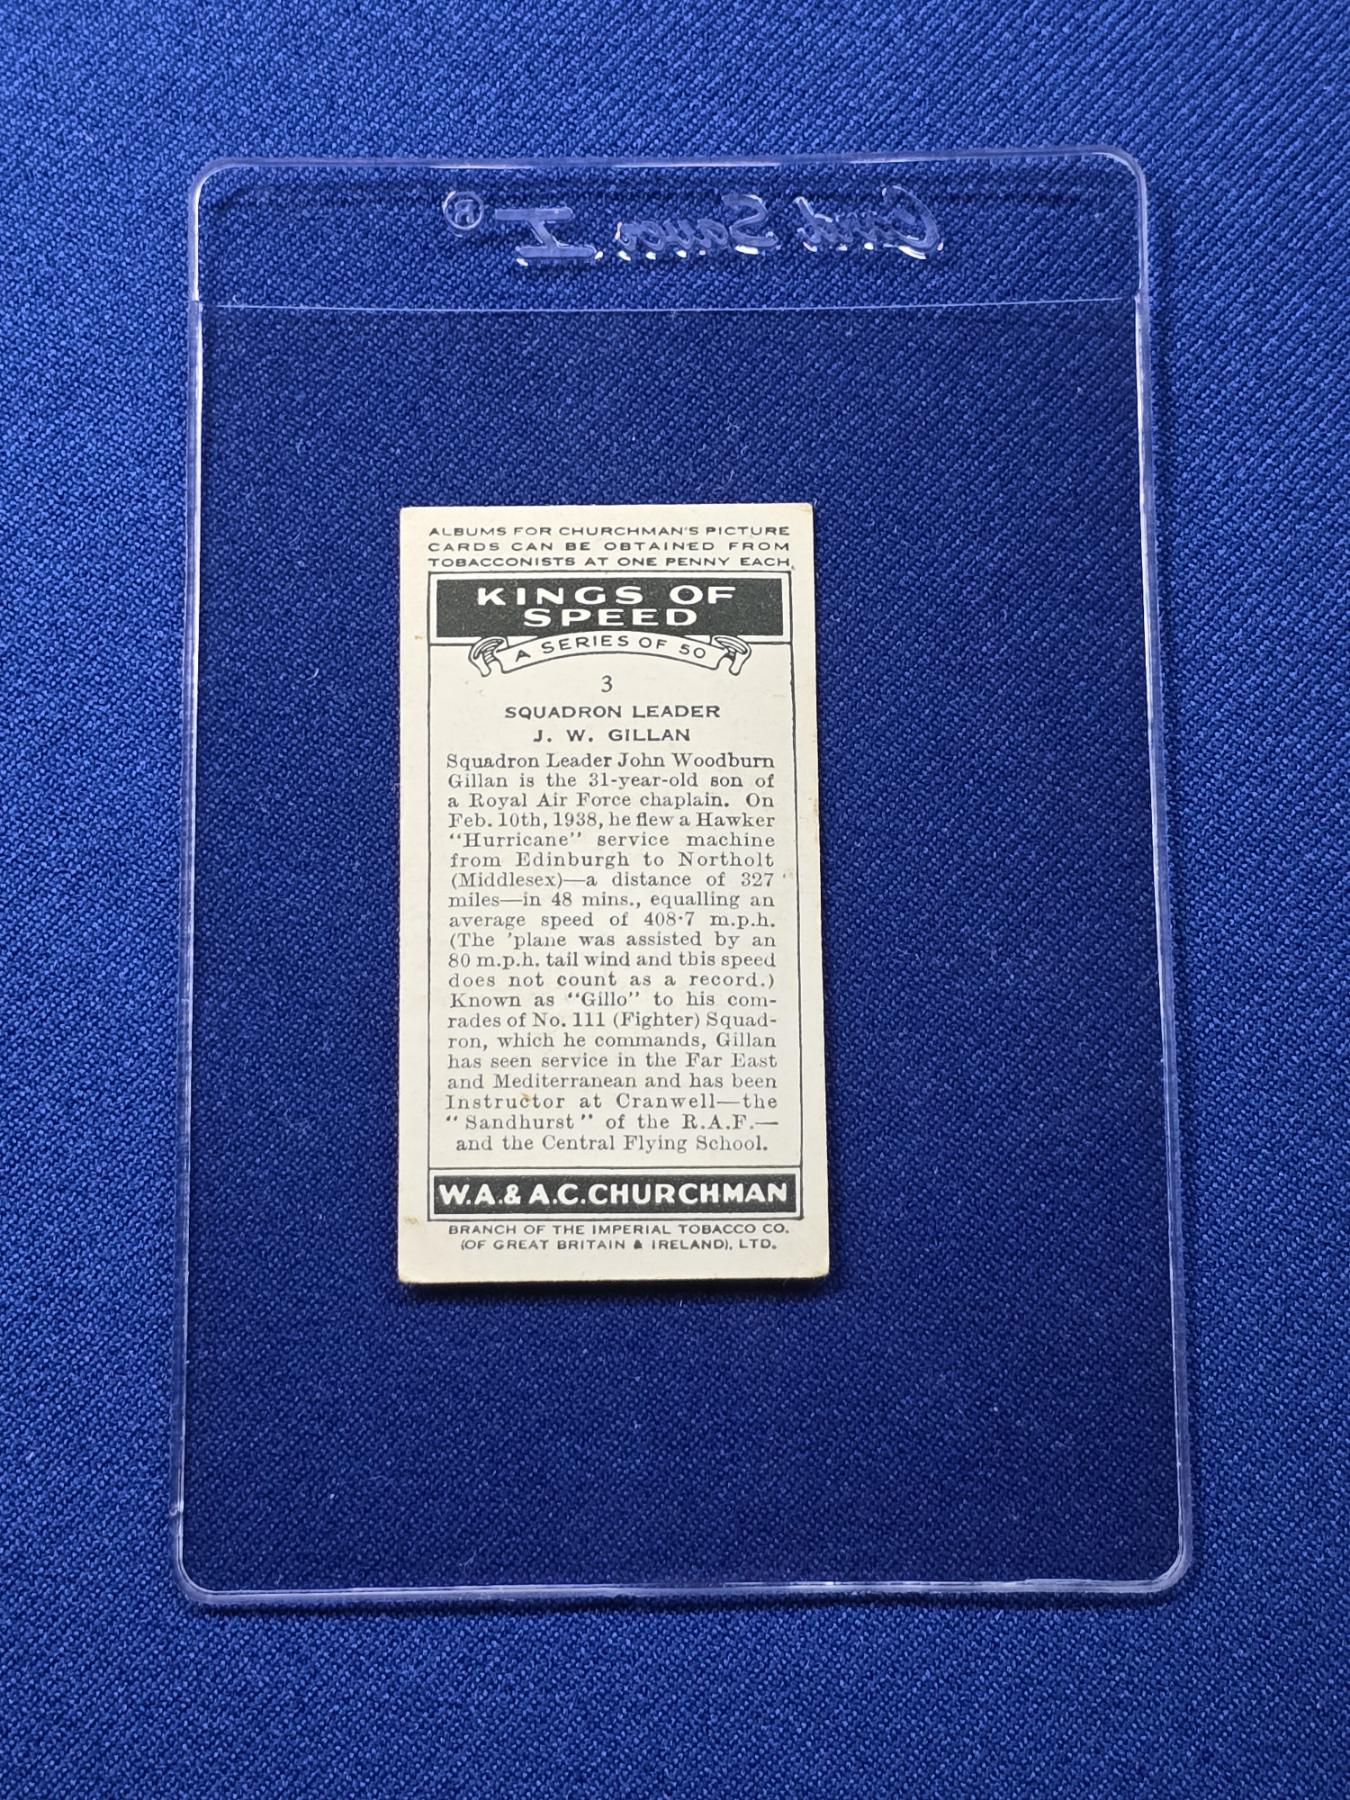 Card Saver I®
ALBUMS FOR CHURCHMAN'S PICTURE
CARDS CAN BE OBTAINED FROM
TOBACCONISTS AT ONE PENNY EACH.
KINGS OF
SPEED
A SERIES OF 50
3
SQUADRON LEADER
J. W. GILLAN
Squadron Leader John Woodburn
Gillan is the 31-year-old son of
a Royal Air Force chaplain. On
Feb. 10th, 1938, he flew a Hawker
"Hurricane" service machine
from Edinburgh to Northolt
(Middlesex)—a distance of 327
miles—in 48 mins., equalling an
average speed of 408·7 m.p.h.
(The 'plane was assisted by an
80 m.p.h. tail wind and this speed
does not count as a record.)
Known as "Gillo" to his com-
rades of No. 111 (Fighter) Squad-
ron, which he commands, Gillan
has seen service in the Far East
and Mediterranean and has been
Instructor at Cranwell—the
"Sandhurst" of the R.A.F.—
and the Central Flying School.
W.A. & A.C. CHURCHMAN
BRANCH OF THE IMPERIAL TOBACCO CO.
(OF GREAT BRITAIN & IRELAND), LTD.